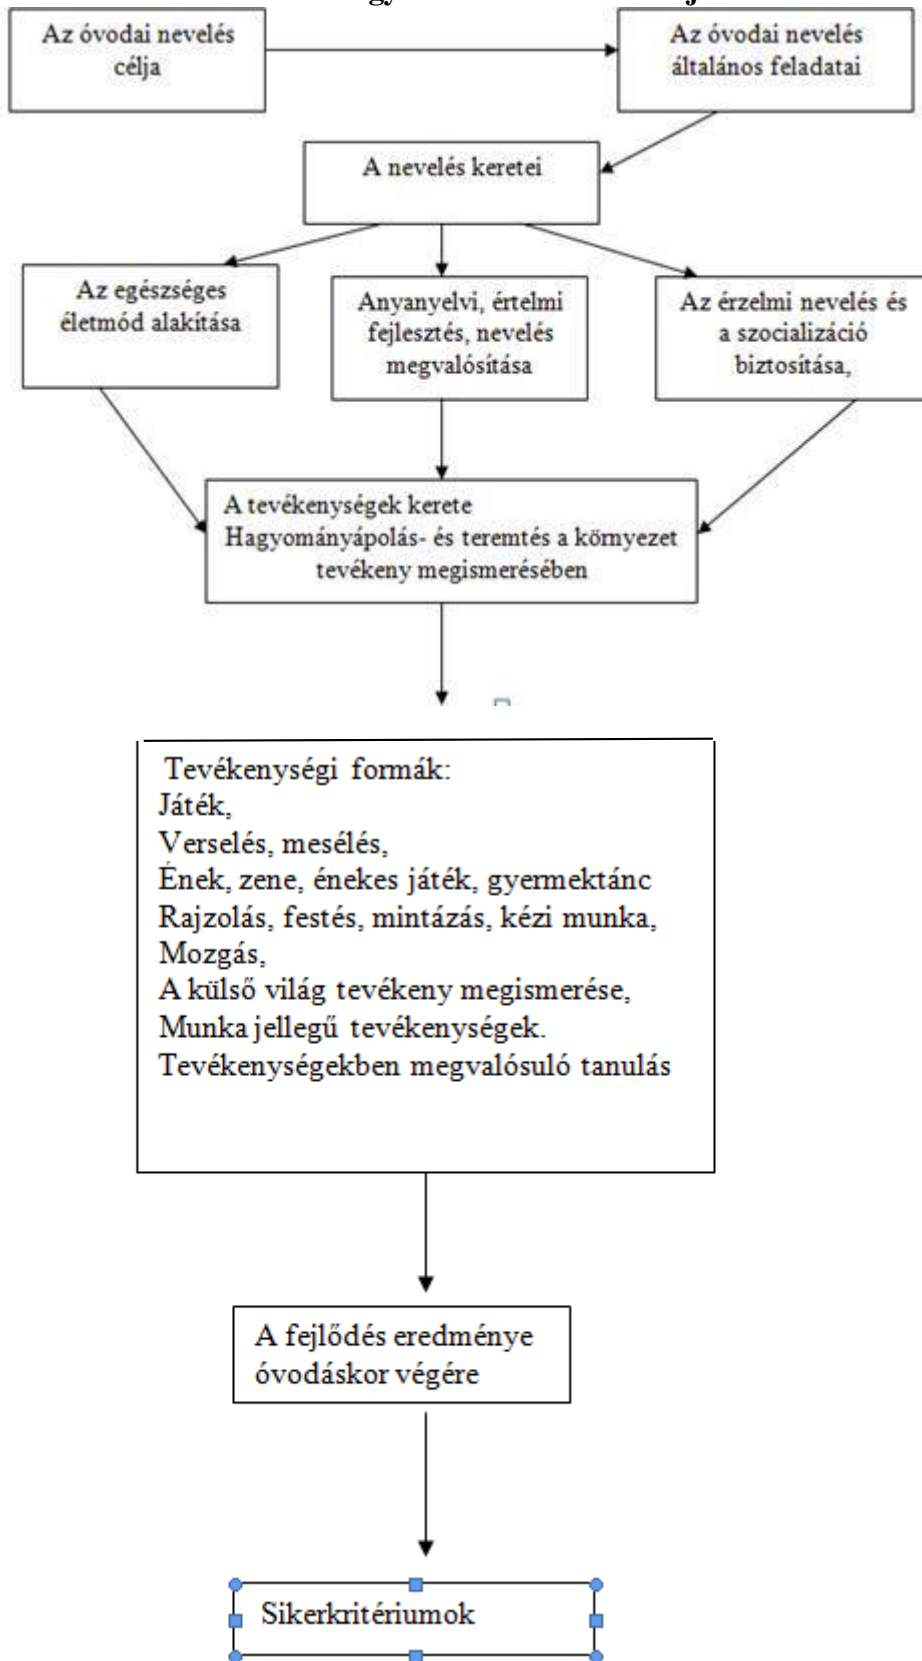 Az óvodai nevelés
célja
Az óvodai nevelés
általános feladatai
A nevelés keretei
Az egészséges
életmód alakítása
Anyanyelvi, értelmi
fejlesztés, nevelés
megvalósítása
Az érzelmi nevelés és
a szocializáció
biztosítása,
A tevékenységek kerete
Hagyományápolás- és teremtés a környezet
tevékeny megismerésében
Tevékenységi formák:
Játék,
Verselés, mesélés,
Ének, zene, énekes játék, gyermektánc
Rajzolás, festés, mintázás, kézi munka,
Mozgás,
A külső világ tevékeny megismerése,
Munka jellegű tevékenységek.
Tevékenységekben megvalósuló tanulás
A fejlődés eredménye
óvodáskor végére
Sikerkritériumok